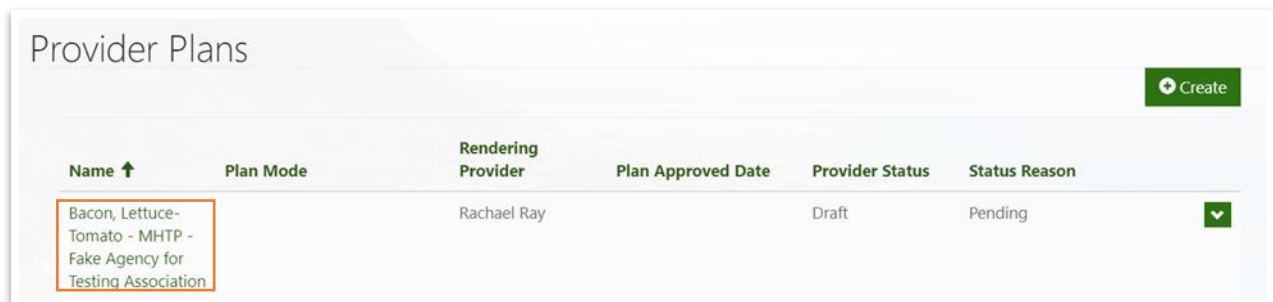 Provider Plans
Create
Name Plan Mode Rendering Provider Plan Approved Date Provider Status Status Reason
Bacon, Lettuce- Rachael Ray Draft Pending
Tomato - MHTP -
Fake Agency for
Testing Association